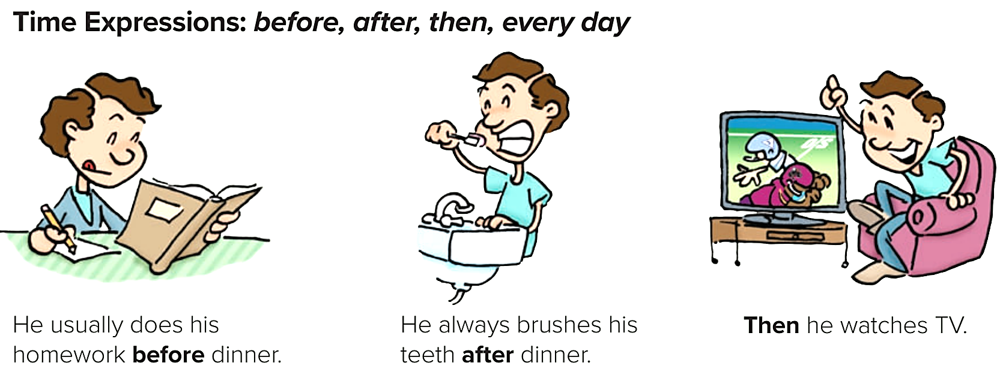 Time Expressions: before, after, then, every day
He usually does his
homework before dinner.
He always brushes his
teeth after dinner.
Then he watches TV.